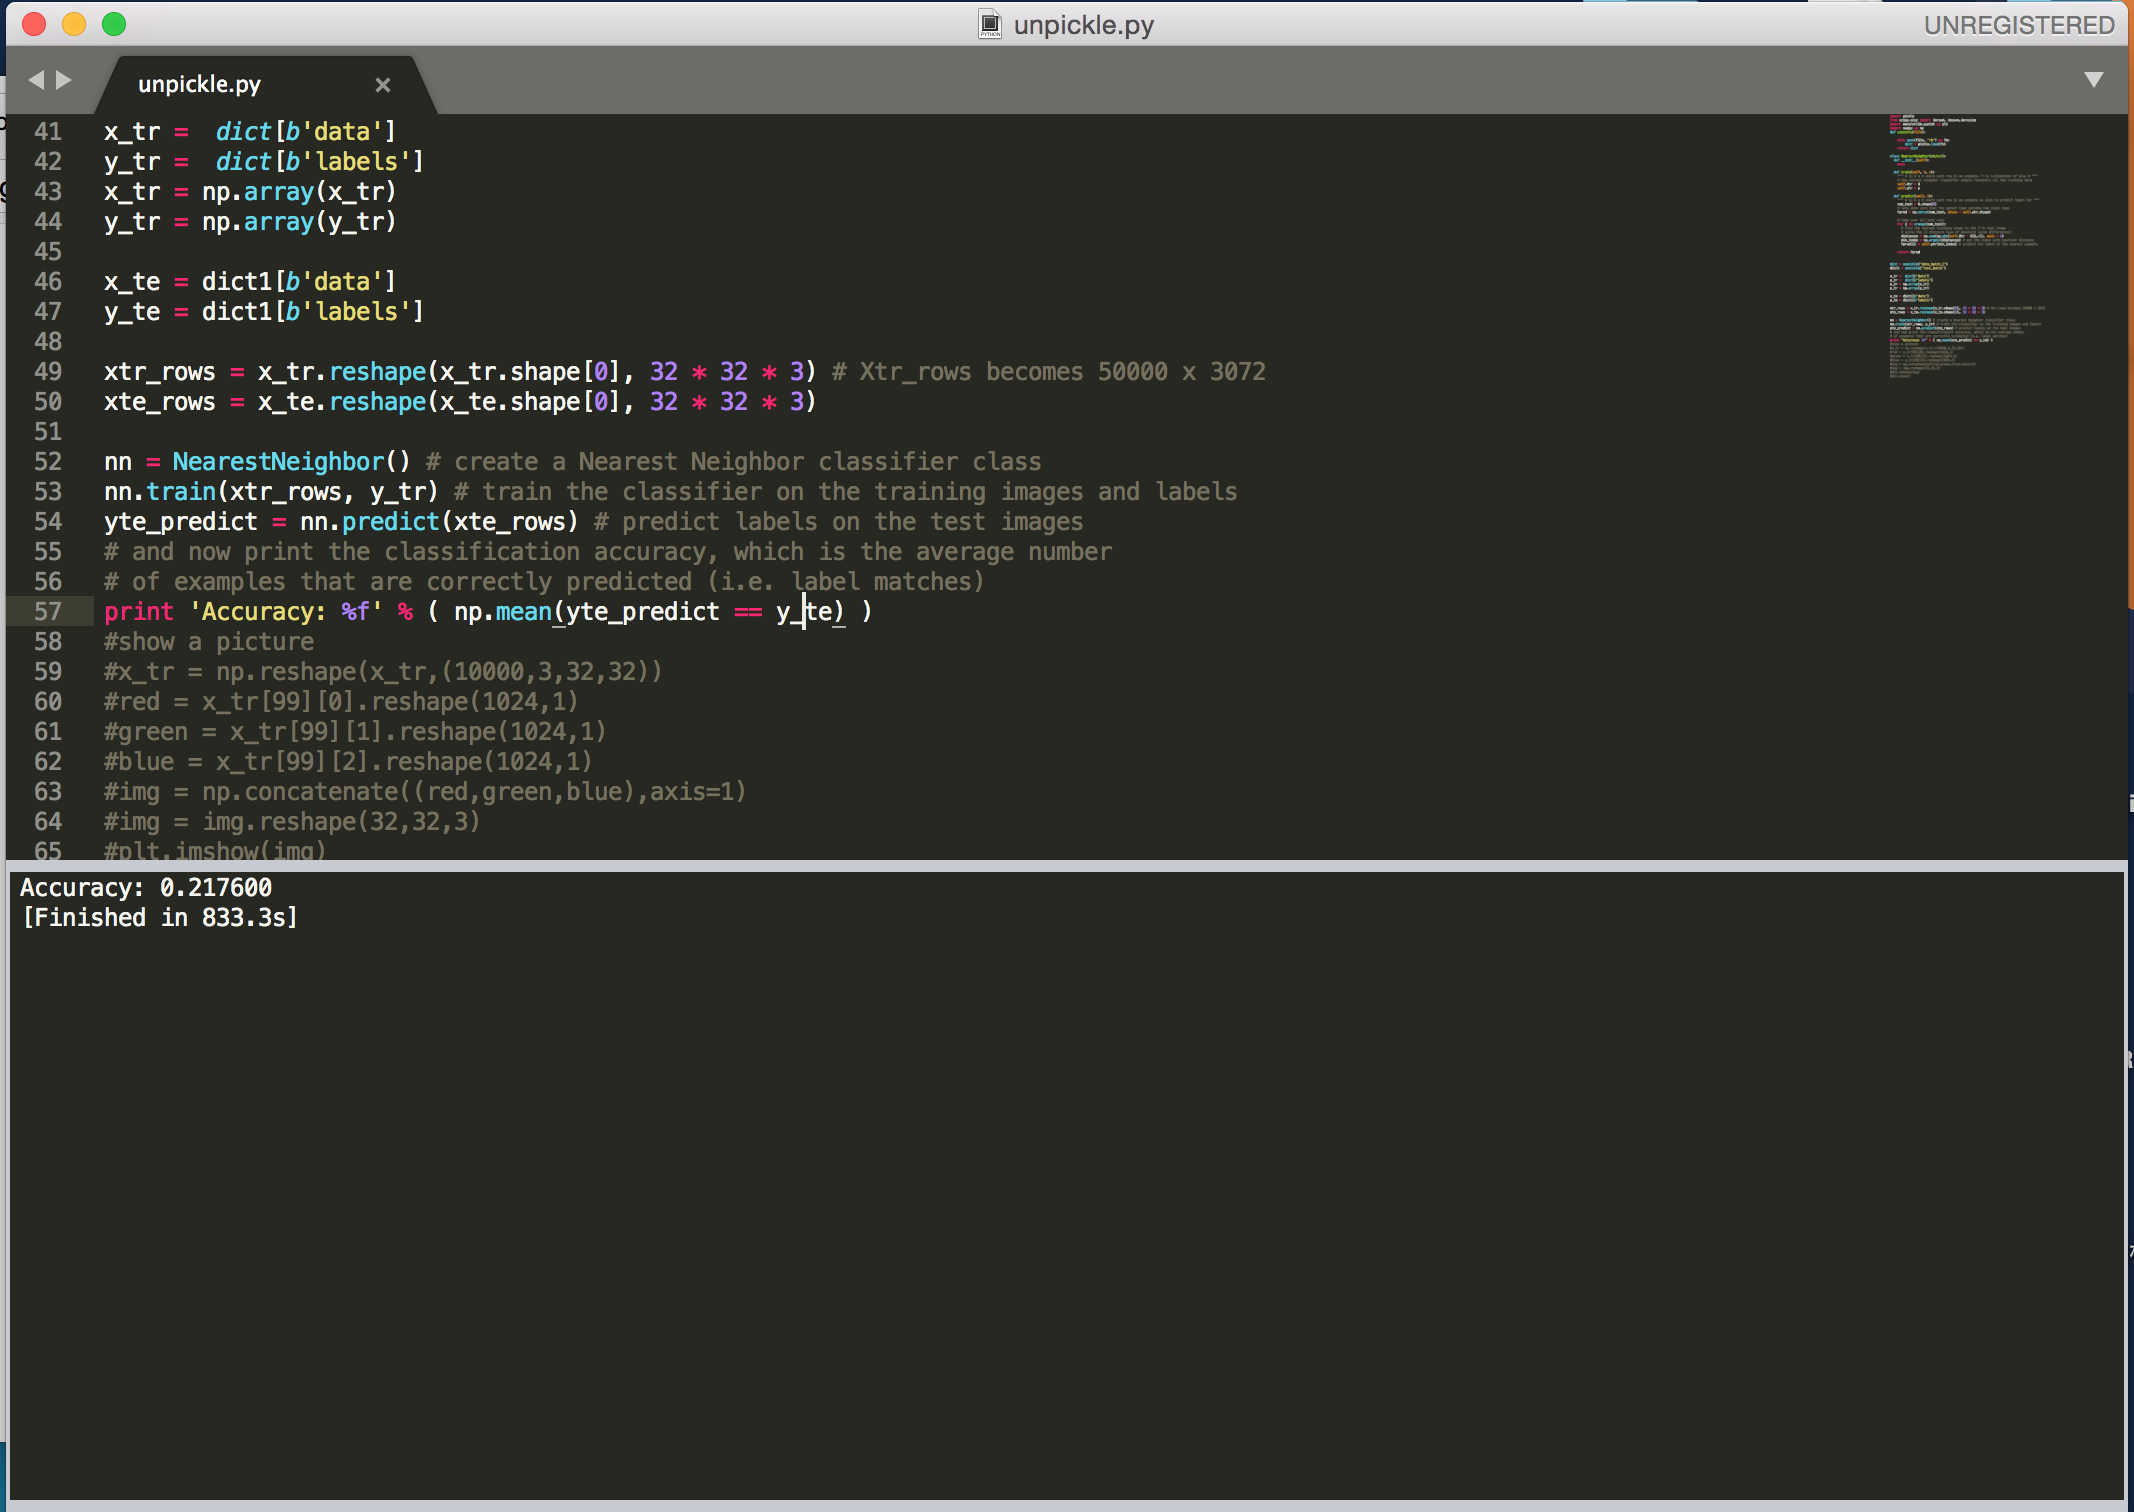 unpickle.py
UNREGISTERED
unpickle.py
41 x_tr =  dict[b'data']
42 y_tr =  dict[b'labels']
43 x_tr = np.array(x_tr)
44 y_tr = np.array(y_tr)
45
46 x_te = dict1[b'data']
47 y_te = dict1[b'labels']
48
49 xtr_rows = x_tr.reshape(x_tr.shape[0], 32 * 32 * 3) # Xtr_rows becomes 50000 x 3072
50 xte_rows = x_te.reshape(x_te.shape[0], 32 * 32 * 3)
51
52 nn = NearestNeighbor() # create a Nearest Neighbor classifier class
53 nn.train(xtr_rows, y_tr) # train the classifier on the training images and labels
54 yte_predict = nn.predict(xte_rows) # predict labels on the test images
55 # and now print the classification accuracy, which is the average number
56 # of examples that are correctly predicted (i.e. label matches)
57 print 'Accuracy: %f' % ( np.mean(yte_predict == y_te) )
58 #show a picture
59 #x_tr = np.reshape(x_tr,(10000,3,32,32))
60 #red = x_tr[99][0].reshape(1024,1)
61 #green = x_tr[99][1].reshape(1024,1)
62 #blue = x_tr[99][2].reshape(1024,1)
63 #img = np.concatenate((red,green,blue),axis=1)
64 #img = img.reshape(32,32,3)
65 #plt.imshow(img)
Accuracy: 0.217600
[Finished in 833.3s]